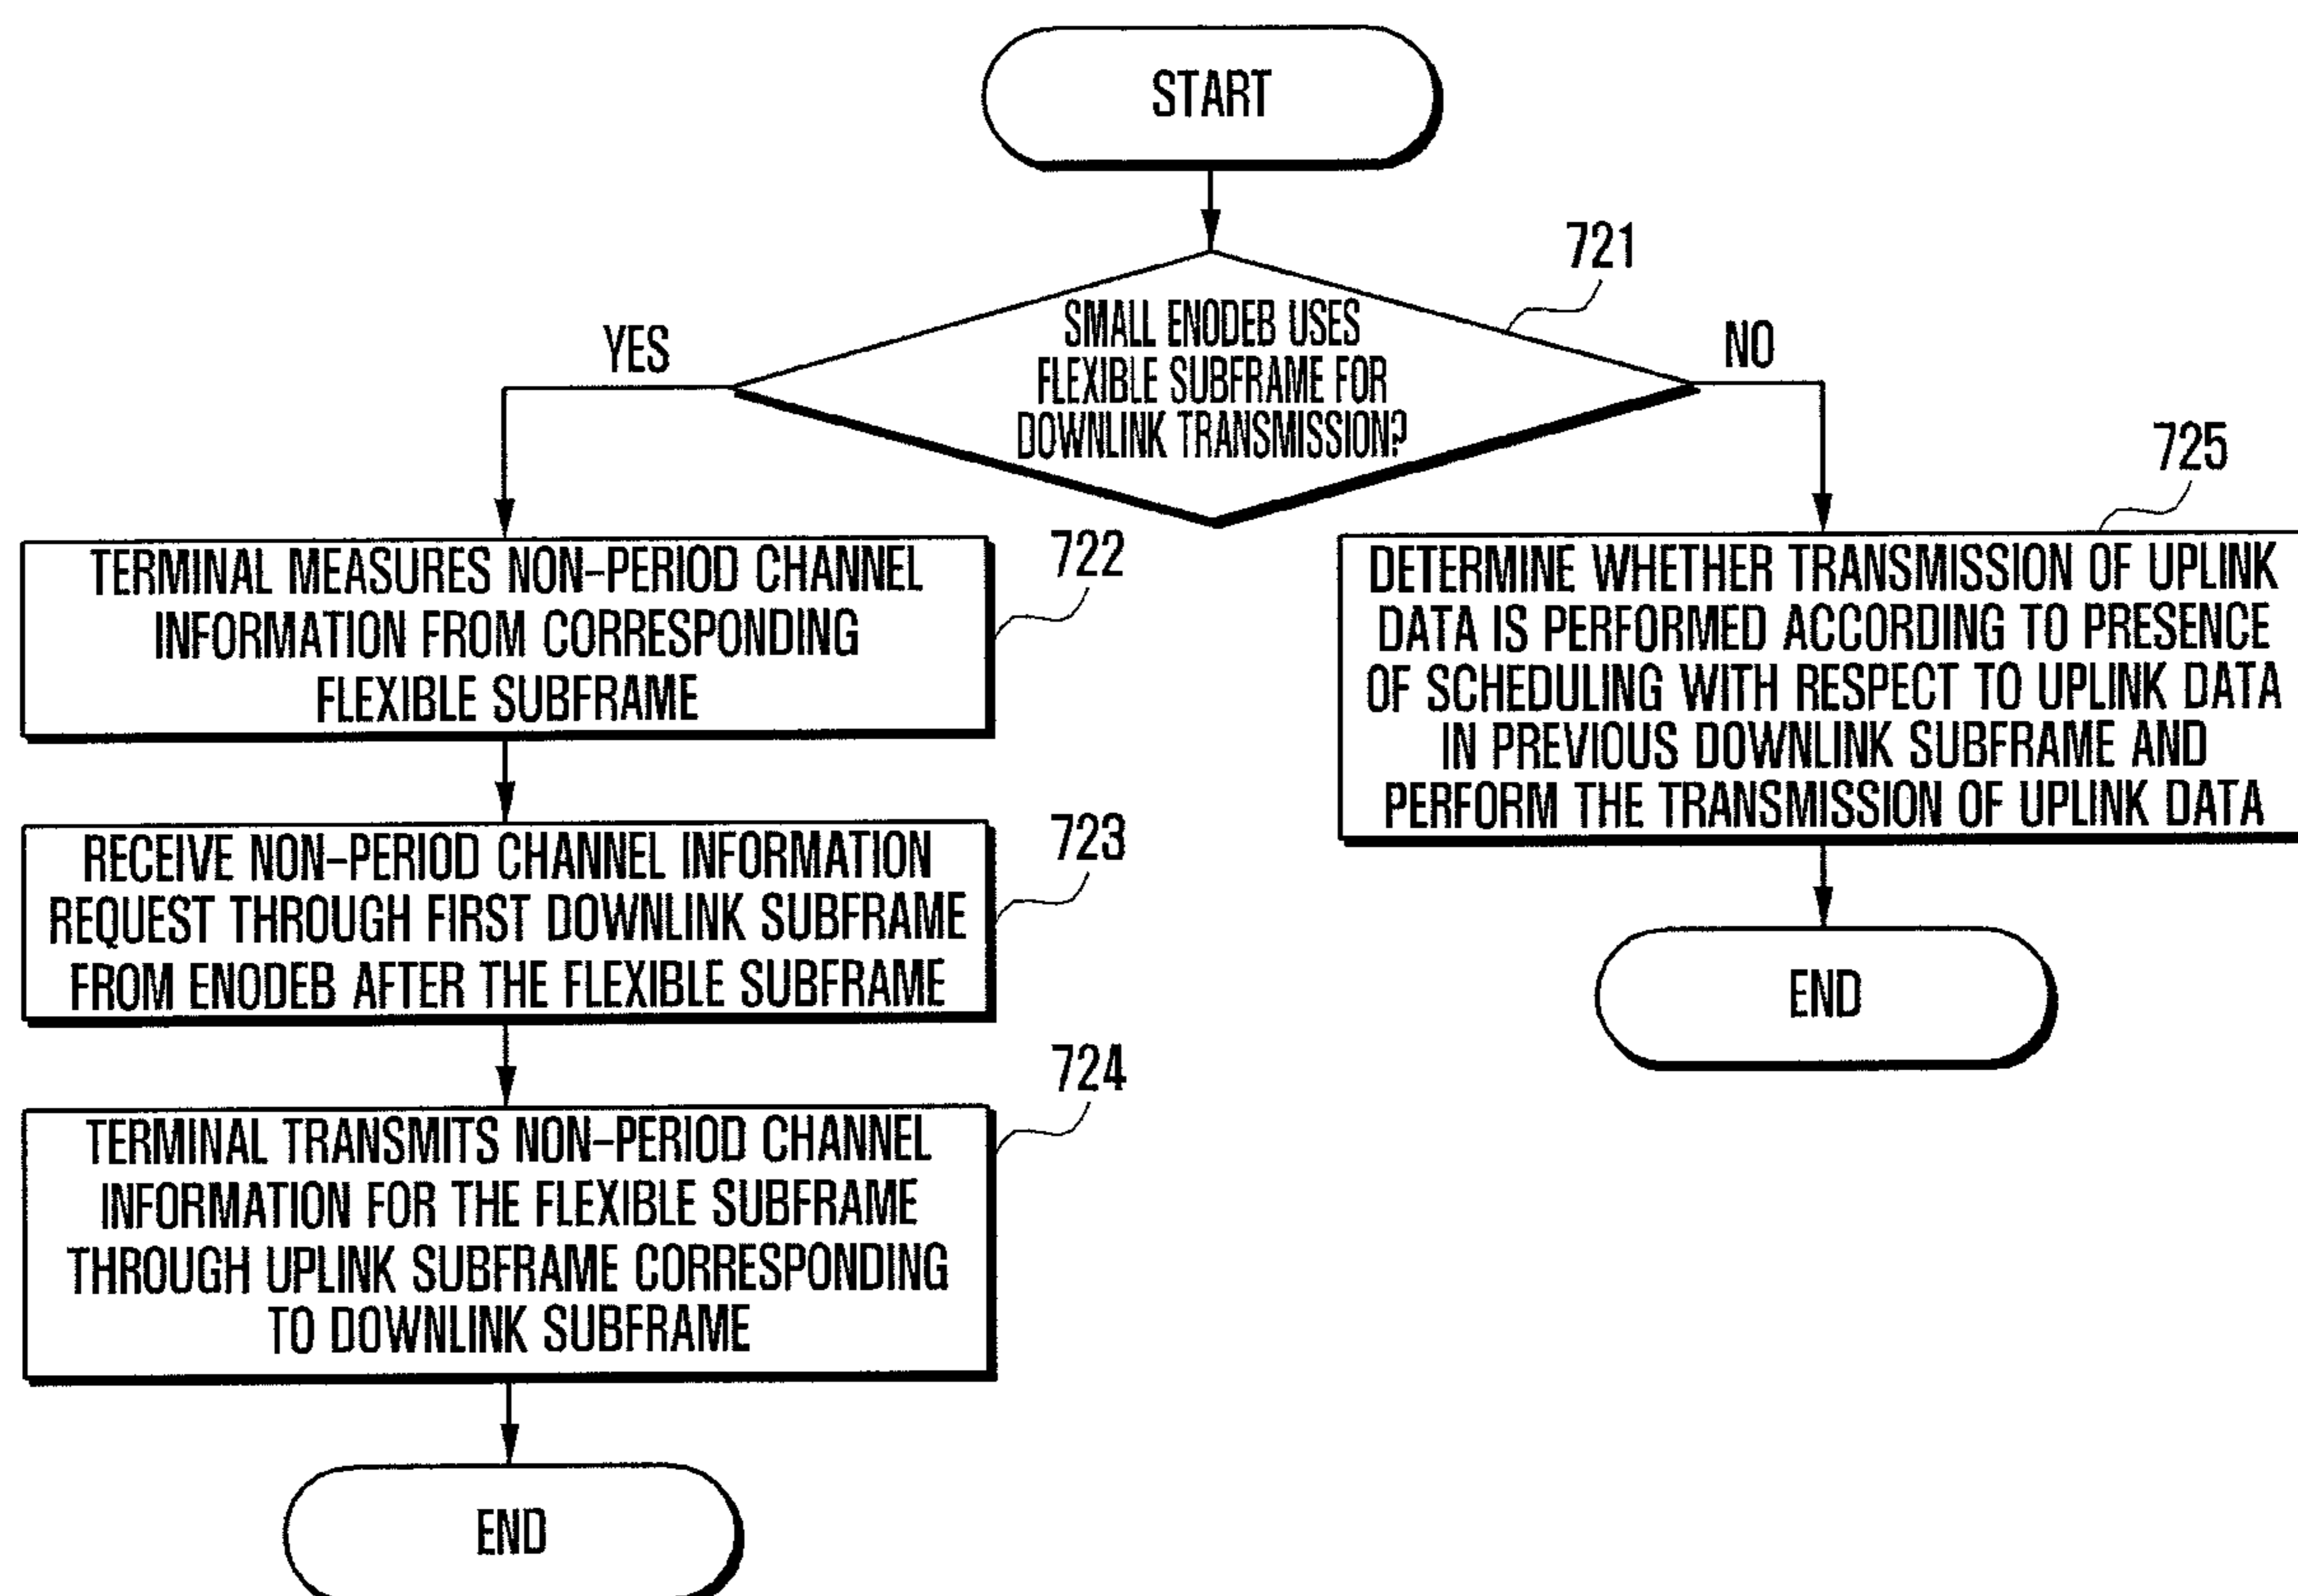 START
721
SMALL ENODEB USES
FLEXIBLE SUBFRAME FOR
DOWNLINK TRANSMISSION?
YES
NO
722
TERMINAL MEASURES NON-PERIOD CHANNEL
INFORMATION FROM CORRESPONDING
FLEXIBLE SUBFRAME
723
RECEIVE NON-PERIOD CHANNEL INFORMATION
REQUEST THROUGH FIRST DOWNLINK SUBFRAME
FROM ENODEB AFTER THE FLEXIBLE SUBFRAME
724
TERMINAL TRANSMITS NON-PERIOD CHANNEL
INFORMATION FOR THE FLEXIBLE SUBFRAME
THROUGH UPLINK SUBFRAME CORRESPONDING
TO DOWNLINK SUBFRAME
END
725
DETERMINE WHETHER TRANSMISSION OF UPLINK
DATA IS PERFORMED ACCORDING TO PRESENCE
OF SCHEDULING WITH RESPECT TO UPLINK DATA
IN PREVIOUS DOWNLINK SUBFRAME AND
PERFORM THE TRANSMISSION OF UPLINK DATA
END